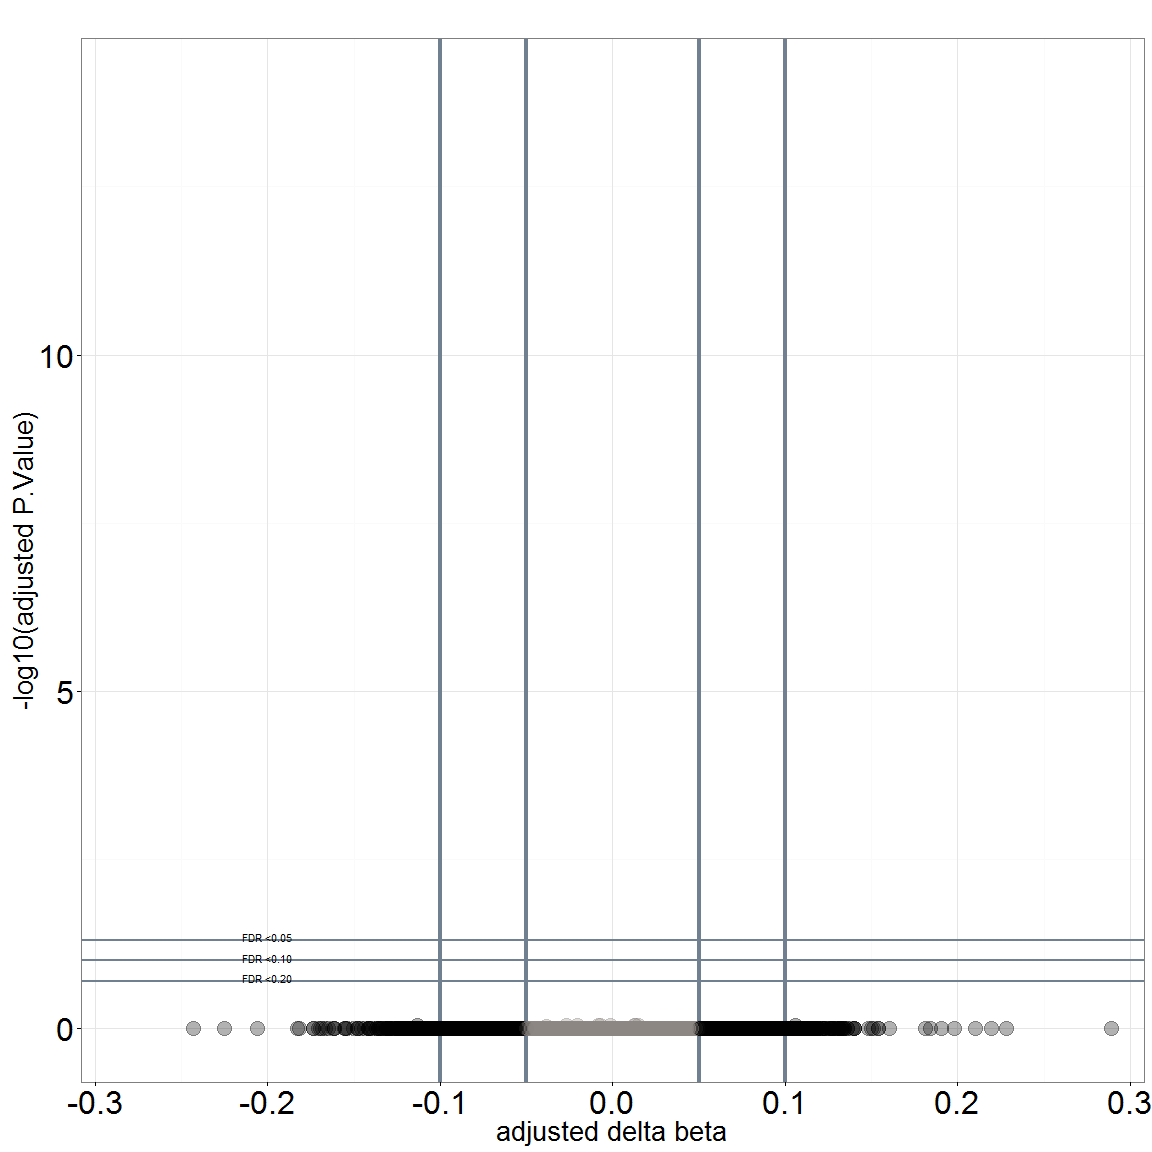 -log10(adjusted P.Value)
10
5
FDR <0.05
FDR <0.10
FDR <0.20
0
-0.3 -0.2 -0.1 0.0 0.1 0.2 0.3
adjusted delta beta